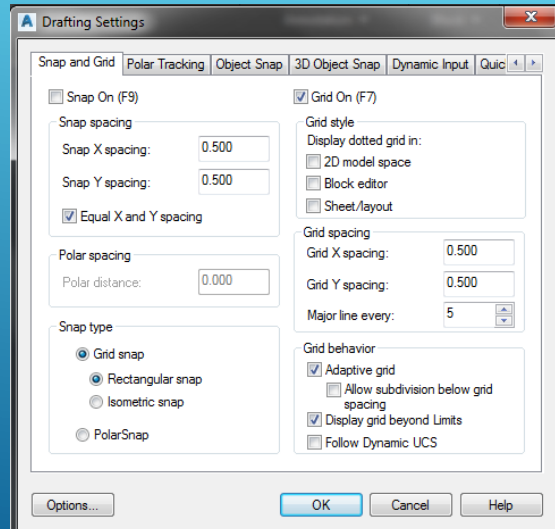 Drafting Settings
Snap and Grid
Polar Tracking
Object Snap
3D Object Snap
Dynamic Input
Quic
Snap On (F9)
Snap spacing
Snap X spacing:
0.500
Snap Y spacing:
0.500
Equal X and Y spacing
Polar spacing
Polar distance:
0.000
Snap type
Grid snap
Rectangular snap
Isometric snap
PolarSnap
Grid On (F7)
Grid style
Display dotted grid in:
2D model space
Block editor
Sheet/layout
Grid spacing
Grid X spacing:
0.500
Grid Y spacing:
0.500
Major line every:
5
Grid behavior
Adaptive grid
Allow subdivision below grid
spacing
Display grid beyond Limits
Follow Dynamic UCS
Options...
OK
Cancel
Help